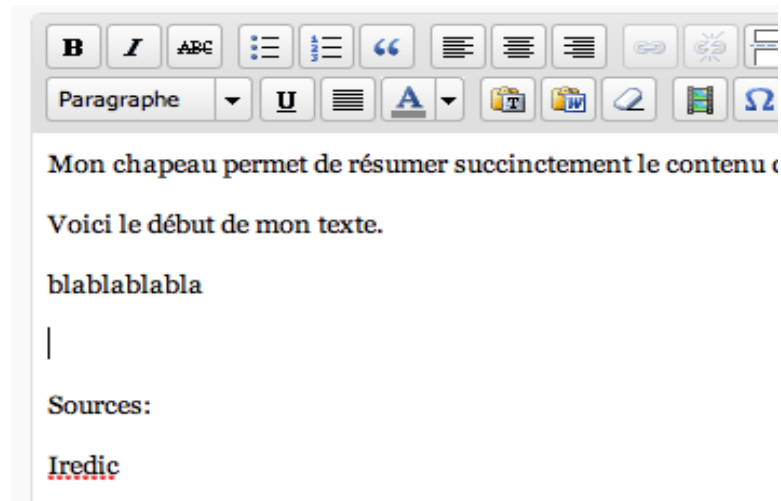 B I ABC
Paragraphe U A T W Ω
Mon chapeau permet de résumer succinctement le contenu
Voici le début de mon texte.
blablablabla
Sources:
Iredic